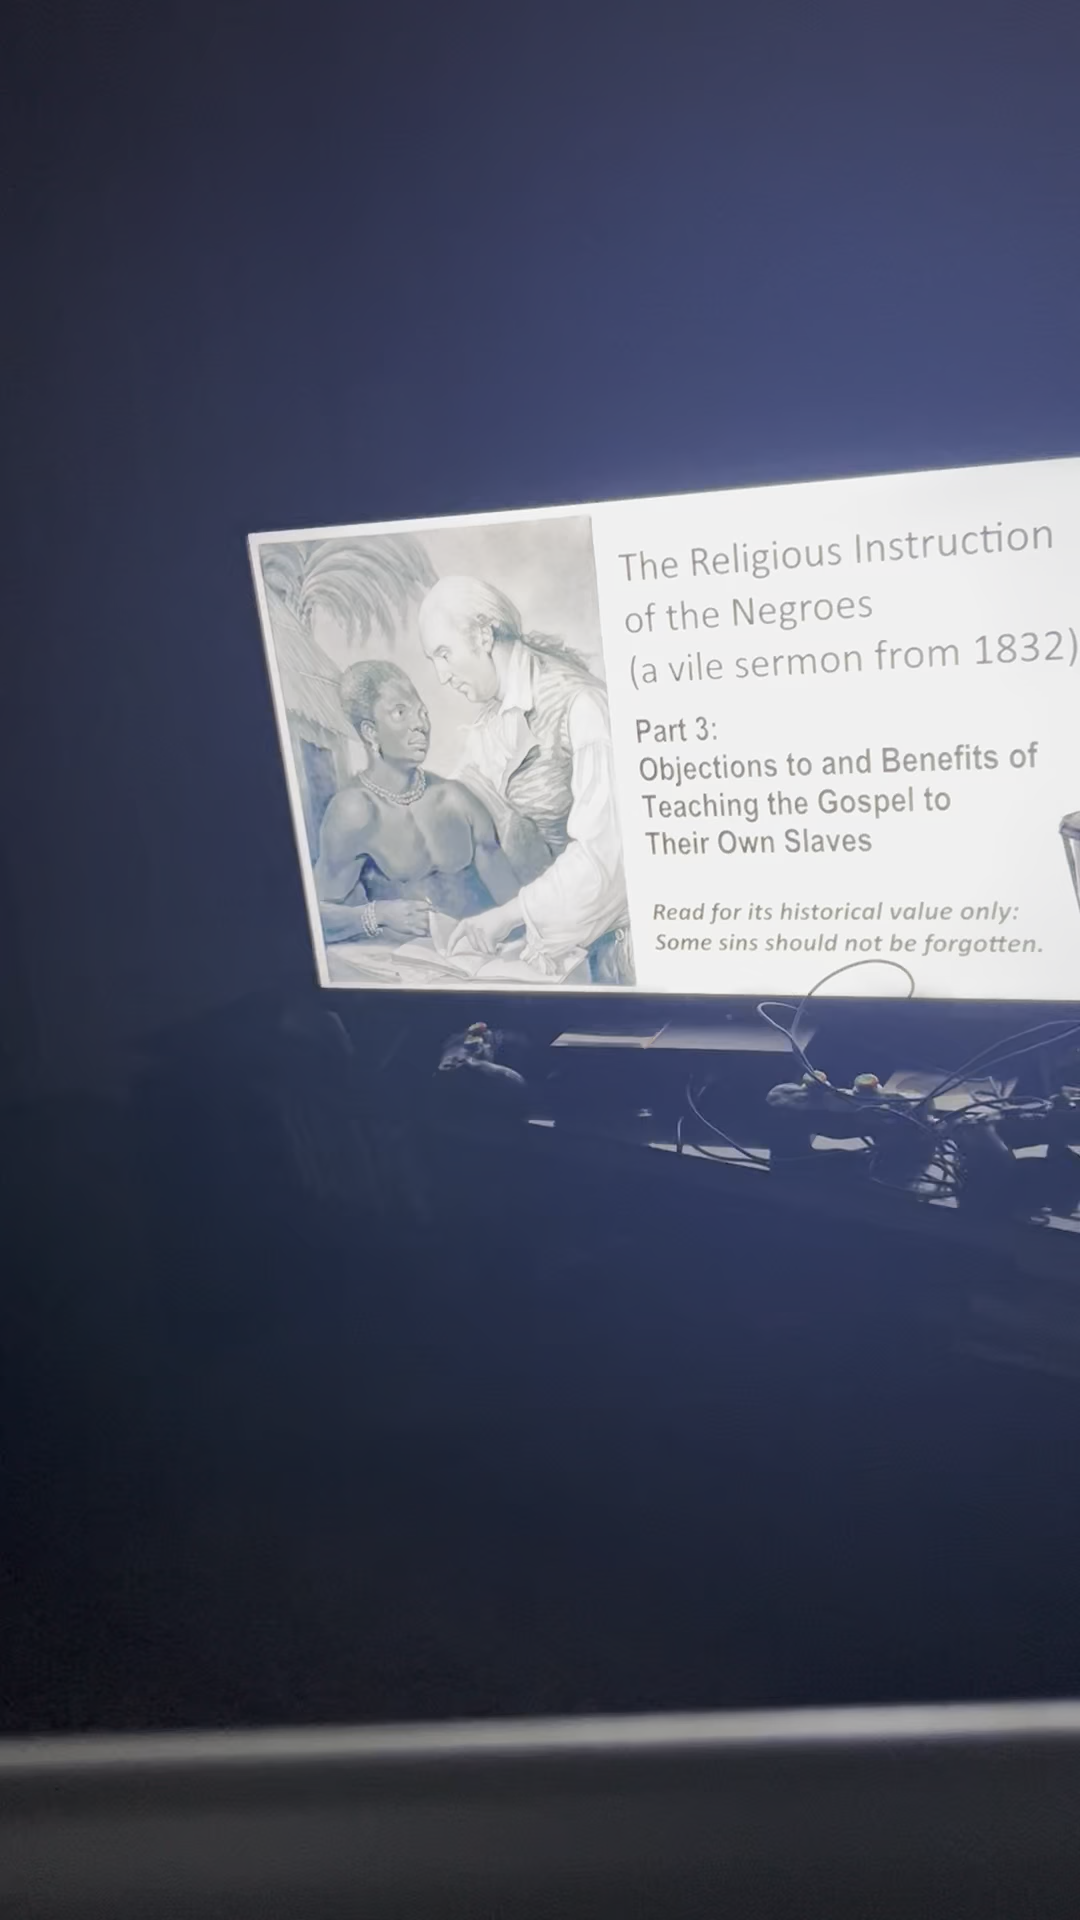 The Religious Instruction
of the Negroes
(a vile sermon from 1832)
Part 3:
Objections to and Benefits of
Teaching the Gospel to
Their Own Slaves
Read for its historical value only:
Some sins should not be forgotten.